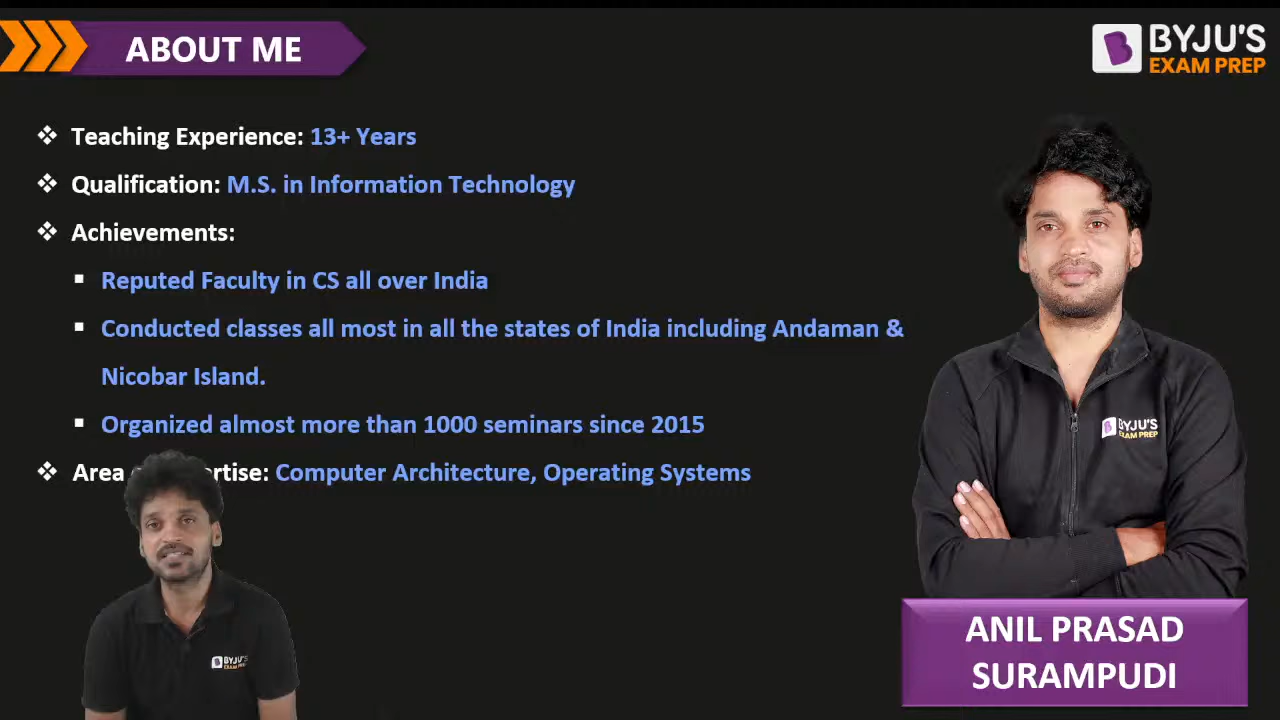 ABOUT ME
BYJU'S
EXAM PREP
Teaching Experience: 13+ Years
Qualification: M.S. in Information Technology
Achievements:
Reputed Faculty in CS all over India
Conducted classes all most in all the states of India including Andaman &
Nicobar Island.
Organized almost more than 1000 seminars since 2015
Area ertise: Computer Architecture, Operating Systems
BYJU'S
EXAM PREP
BYJU'S
EXAM PREP
ANIL PRASAD
SURAMPUDI